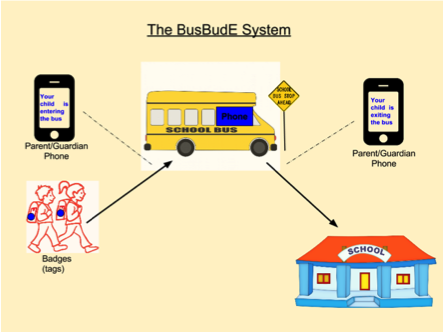 The BusBudE System
Your
child is
entering
the bus
Parent/Guardian
Phone
Phone
SCHOOL BUS
SCHOOL
BUS STOP
AHEAD
Your
child is
exiting
the bus
Parent/Guardian
Phone
Badges
(tags)
SCHOOL